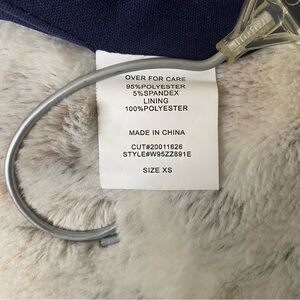 OVER FOR CARE
95%POLYESTER
5%SPANDEX
LINING
100%POLYESTER
MADE IN CHINA
CUT#20011626
STYLE#W95ZZ891E
SIZE XS